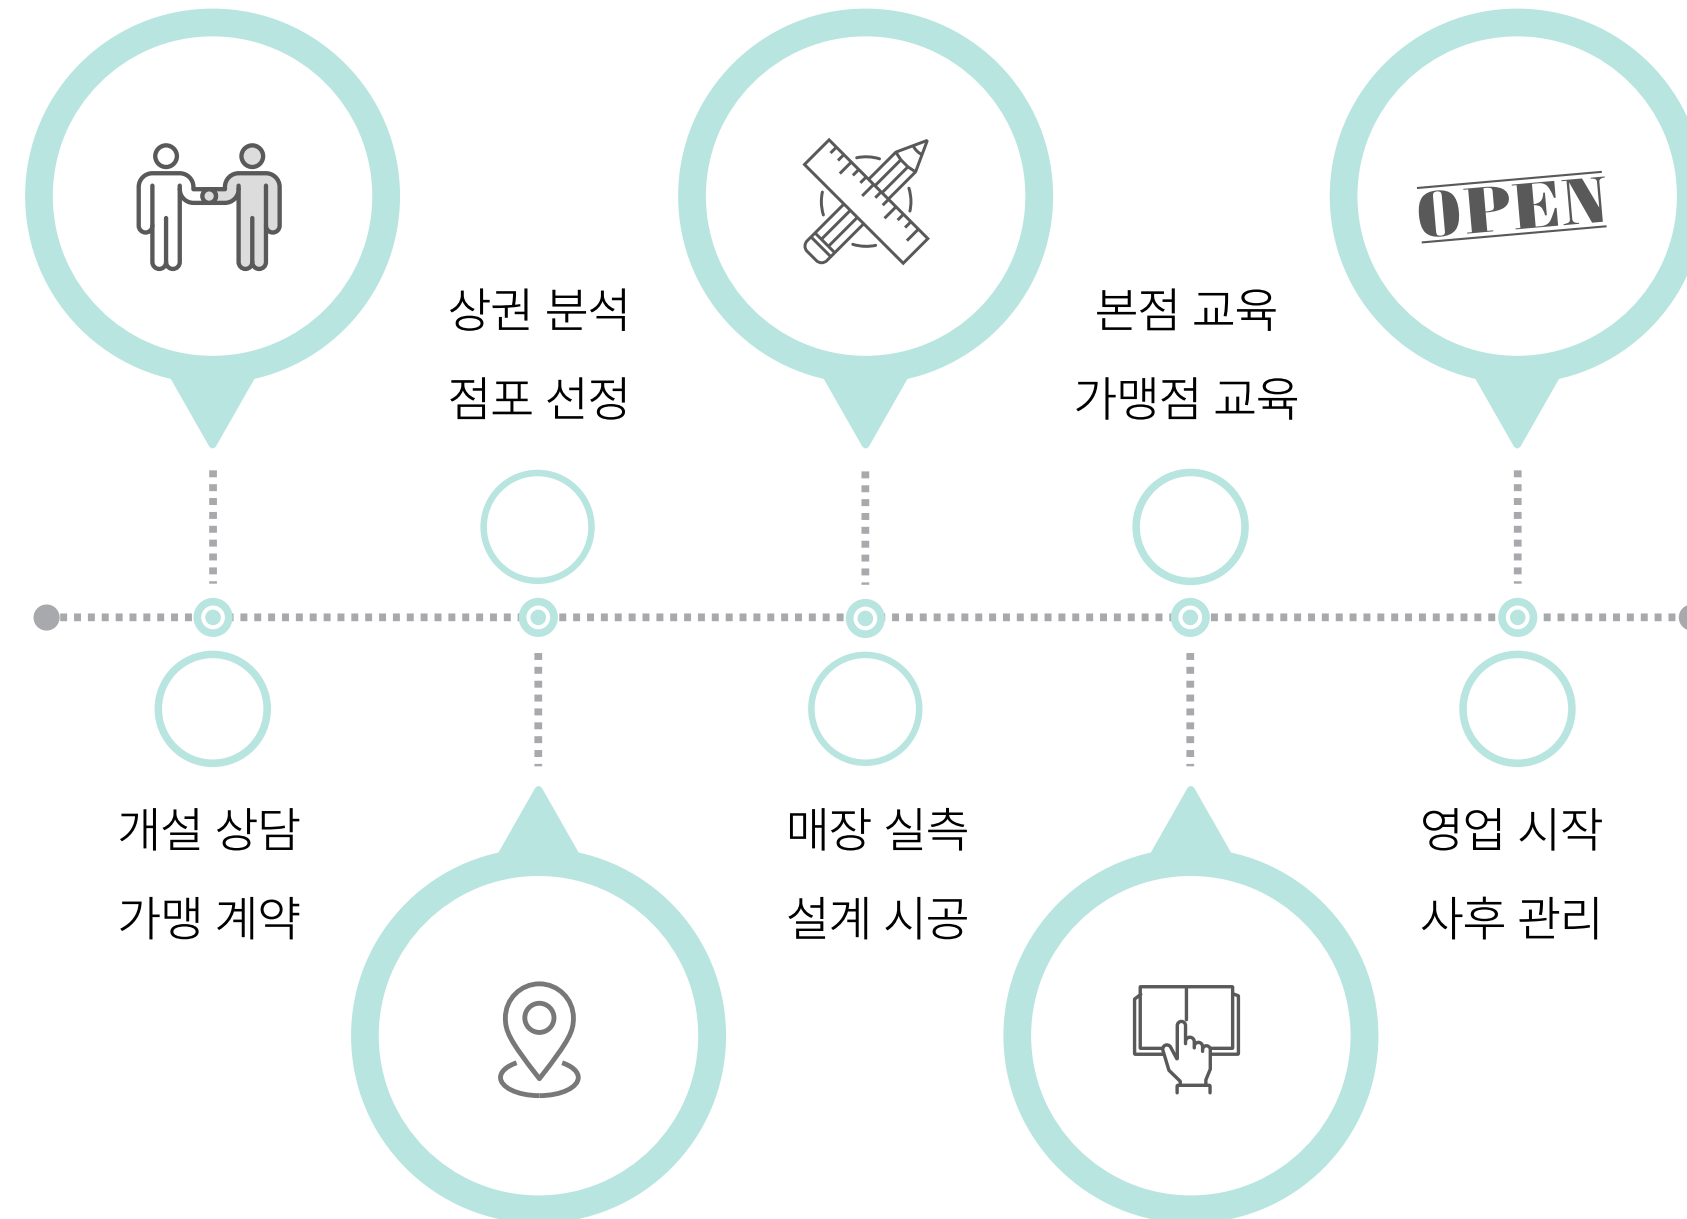 OPEN
상권 분석
점포 선정
본점 교육
가맹점 교육
개설 상담
가맹 계약
매장 실측
설계 시공
영업 시작
사후 관리